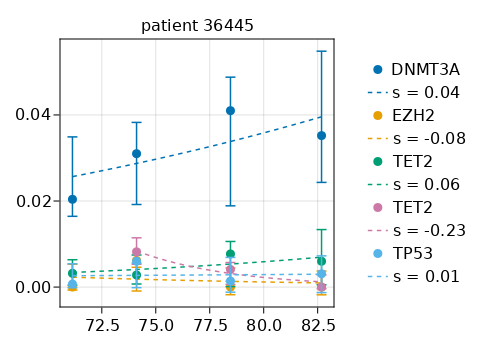 patient 36445
0.04
0.02
0.00
72.5 75.0 77.5 80.0 82.5
DNMT3A
s = 0.04
EZH2
s = -0.08
TET2
s = 0.06
TET2
s = -0.23
TP53
s = 0.01